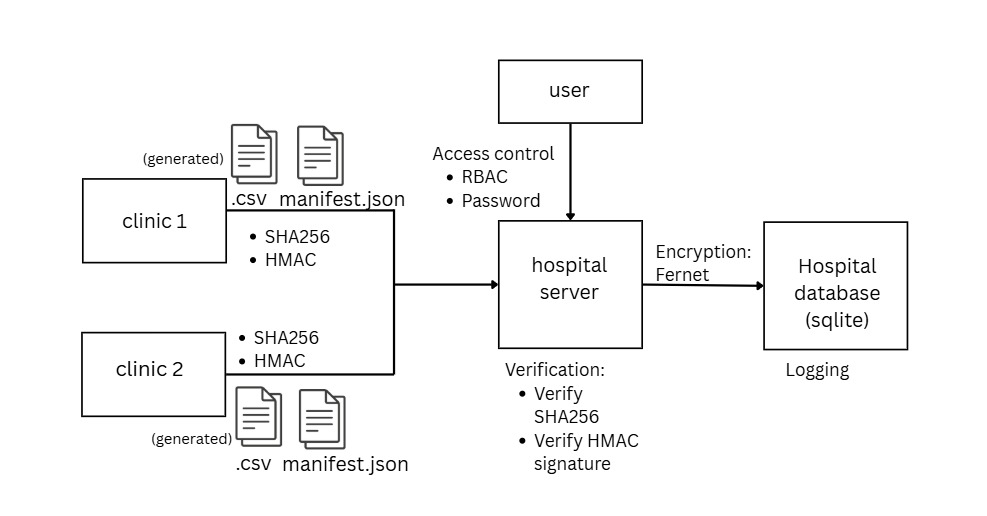 user
(generated)
.csv manifest.json
clinic 1
• SHA256
• HMAC
Access control
• RBAC
• Password
hospital
server
Encryption:
Fernet
Hospital
database
(sqlite)
clinic 2
• SHA256
• HMAC
(generated)
.csv manifest.json
Verification:
• Verify
SHA256
• Verify HMAC
signature
Logging